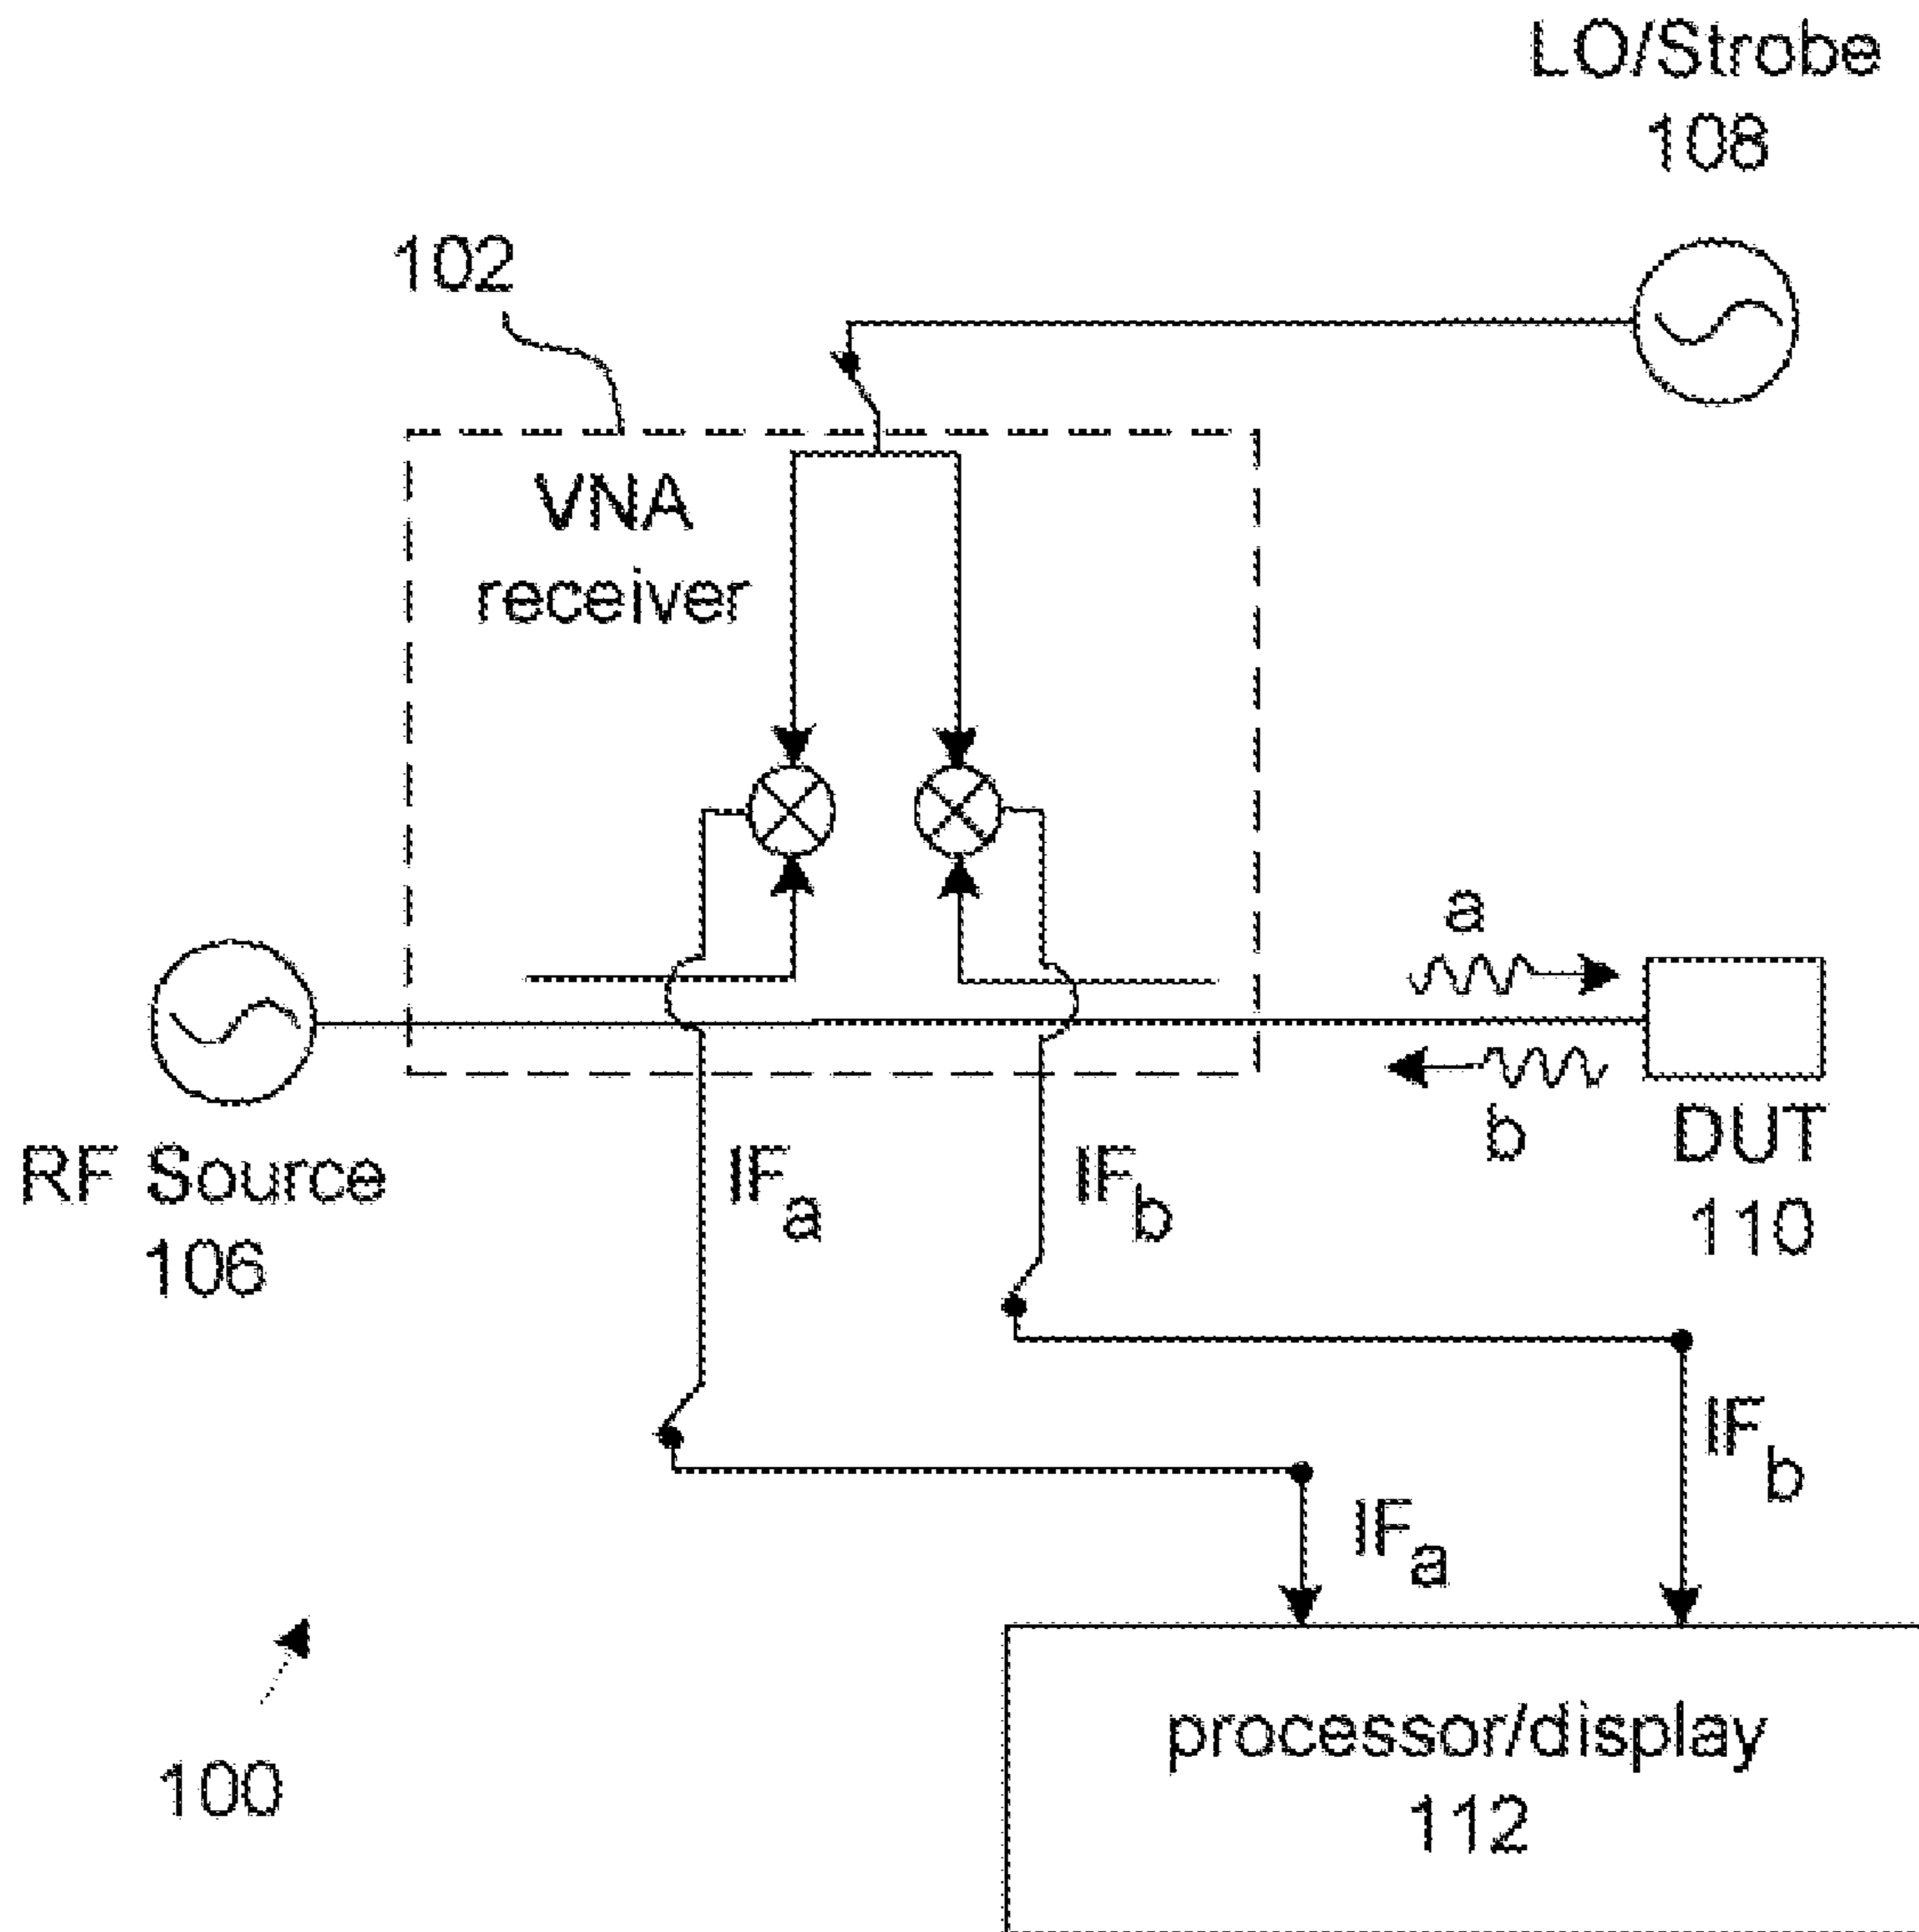 LO/Strobe
108
102
VNA
receiver
a
b
RF Source
106
IFa
IFb
DUT
110
IFb
IFa
100
processor/display
112